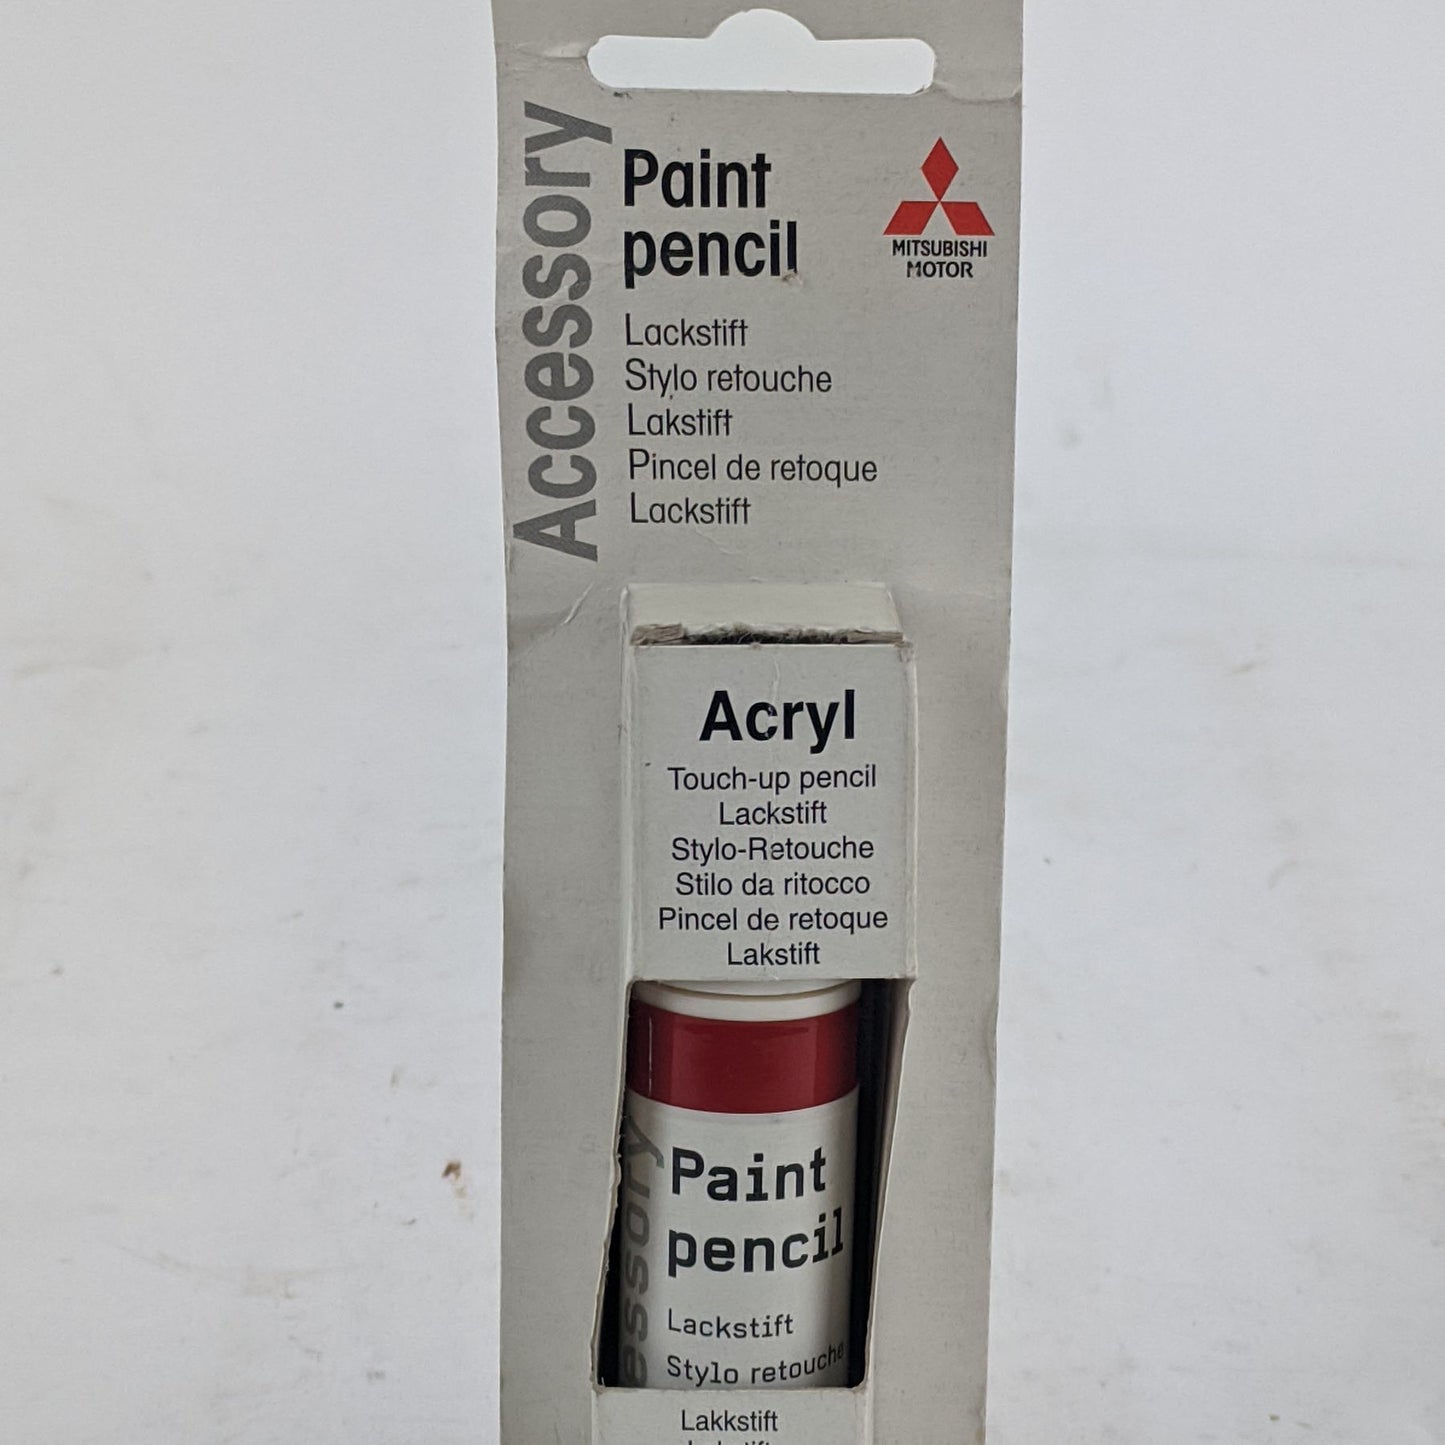 Accessory
Paint
pencil
MITSUBISHI
MOTOR
Lackstift
Stylo retouche
Lakstift
Pincel de retoque
Lackstift
Acryl
Touch-up pencil
Lackstift
Stylo-Retouche
Stilo da ritocco
Pincel de retoque
Lakstift
essory
Paint
pencil
Lackstift
Stylo retouche
Lakkstift